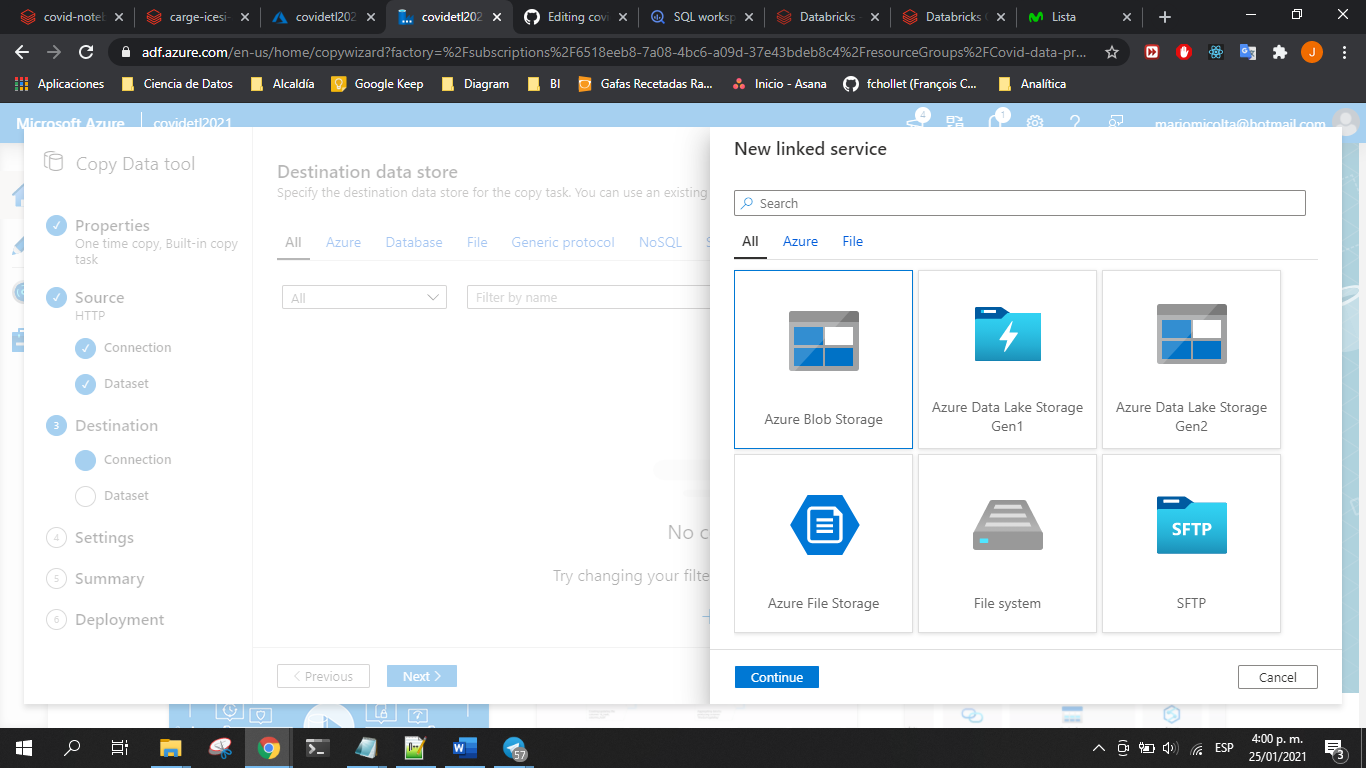 covid-noteb
carge-icesi-
covidetl202
covidetl202
Editing covi
SQL worksp
Databricks
Databricks
Lista
adf.azure.com/en-us/home/copywizard?factory=%2Fsubscriptions%2F6518eeb8-7a08-4bc6-a09d-37e43bdeb8c4%2FresourceGroups%2FCovid-data-pr...
J
Aplicaciones
Ciencia de Datos
Alcaldía
Google Keep
Diagram
BI
Gafas Recetadas Ra...
Inicio - Asana
fchollet (François C...
Analítica
Microsoft Azure
covidetl2021
4
1
mariomicolta@hotmail.com
Copy Data tool
Properties
One time copy, Built-in copy
task
Source
HTTP
Connection
Dataset
3 Destination
Connection
Dataset
4 Settings
5 Summary
6 Deployment
Destination data store
Specify the destination data store for the copy task. You can use an existing
All
Azure
Database
File
Generic protocol
NoSQL
S
All
Filter by name
No c
Try changing your filte
< Previous
Next >
New linked service
Search
All
Azure
File
Azure Blob Storage
Azure Data Lake Storage
Gen1
Azure Data Lake Storage
Gen2
Azure File Storage
File system
SFTP
SFTP
Continue
Cancel
57
ESP
4:00 p. m.
25/01/2021
3